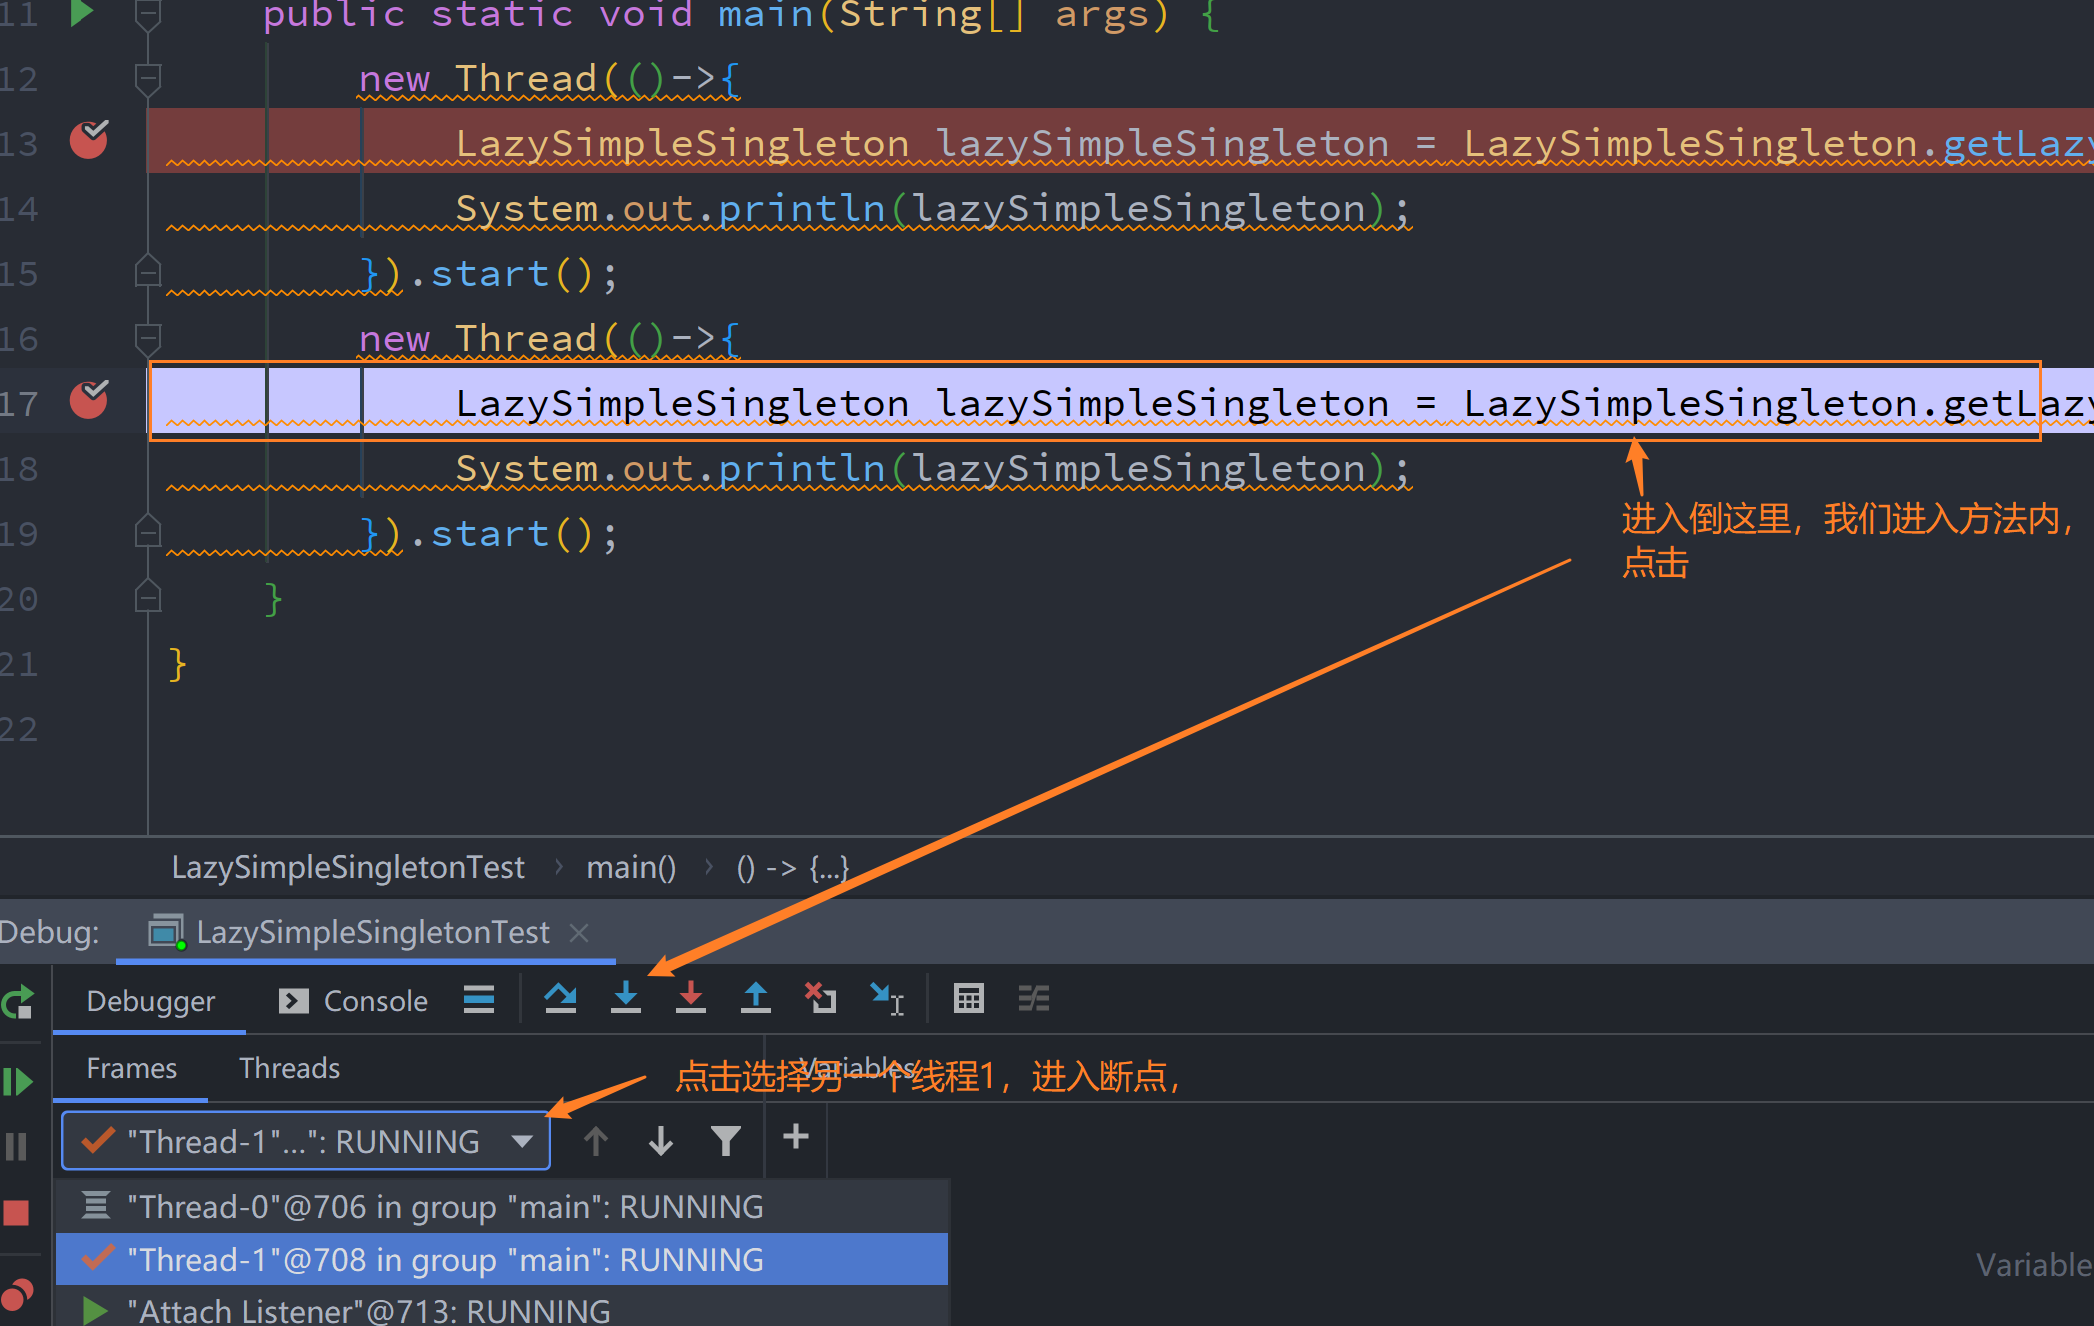 11 public static void main(String[] args) {
12 new Thread(()->{
13 LazySimpleSingleton lazySimpleSingleton = LazySimpleSingleton.getLazy
14 System.out.println(lazySimpleSingleton);
15 }).start();
16 new Thread(()->{
17 LazySimpleSingleton lazySimpleSingleton = LazySimpleSingleton.getLazy
18 System.out.println(lazySimpleSingleton);
进入倒这里，我们进入方法内，
点击
19 }).start();
20 }
21 }
22
LazySimpleSingletonTest › main() › () -> {...}
Debug: LazySimpleSingletonTest ×
Debugger Console
Frames Threads Variables
点击选择另一个线程1，进入断点，
"Thread-1"...": RUNNING
"Thread-0"@706 in group "main": RUNNING
"Thread-1"@708 in group "main": RUNNING
Variable
"Attach Listener"@713: RUNNING